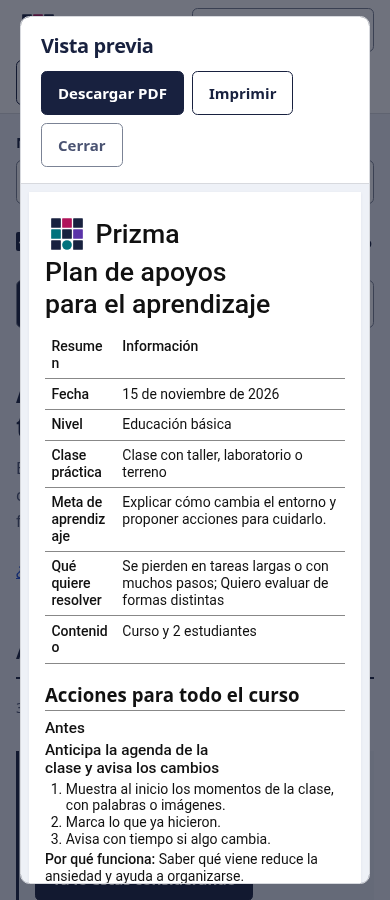 Vista previa
Descargar PDF
Imprimir
Cerrar
Prizma
Plan de apoyos
para el aprendizaje
Resume
n
Información
Fecha
15 de noviembre de 2026
Nivel
Educación básica
Clase
práctica
Clase con taller, laboratorio o
terreno
Meta de
aprendiz
aje
Explicar cómo cambia el entorno y
proponer acciones para cuidarlo.
Qué
quiere
resolver
Se pierden en tareas largas o con
muchos pasos; Quiero evaluar de
formas distintas
Contenid
o
Curso y 2 estudiantes
Acciones para todo el curso
Antes
Anticipa la agenda de la
clase y avisa los cambios
1. Muestra al inicio los momentos de la clase,
con palabras o imágenes.
2. Marca lo que ya hicieron.
3. Avisa con tiempo si algo cambia.
Por qué funciona: Saber qué viene reduce la
ansiedad y ayuda a organizarse.